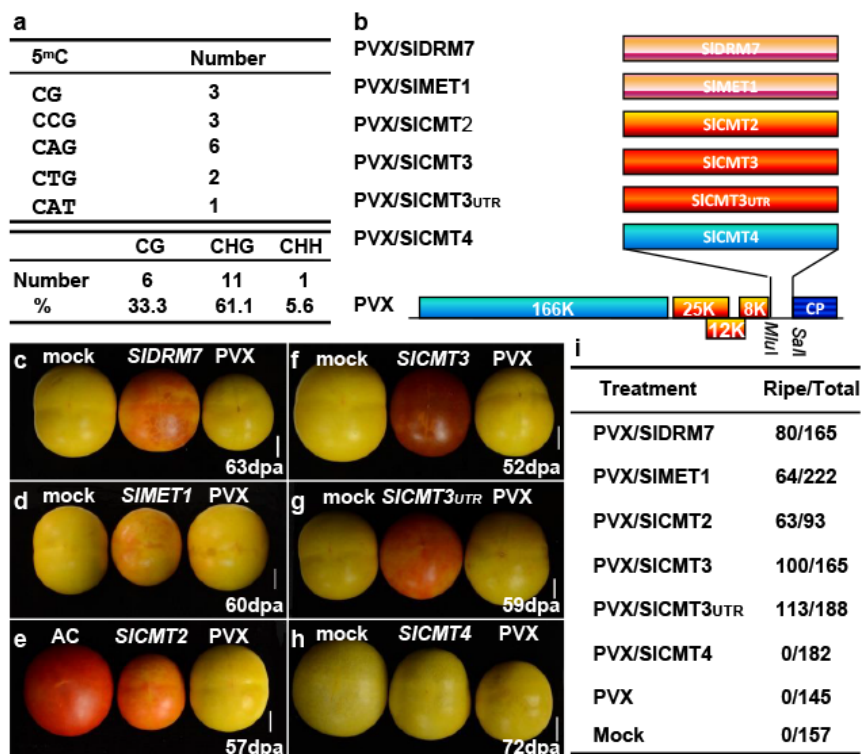 a
5mC Number
CG 3
CCG 3
CAG 6
CTG 2
CAT 1
CG CHG CHH
Number 6 11 1
% 33.3 61.1 5.6
b
PVX/SlDRM7 SlDRM7
PVX/SlMET1 SlMET1
PVX/SlCMT2 SlCMT2
PVX/SlCMT3 SlCMT3
PVX/SlCMT3UTR SlCMT3UTR
PVX/SlCMT4 SlCMT4
PVX 166K 25K 12K 8K CP
MluI SalI
c mock SlDRM7 PVX
63dpa
d mock SlMET1 PVX
60dpa
e AC SlCMT2 PVX
57dpa
f mock SlCMT3 PVX
52dpa
g mock SlCMT3UTR PVX
59dpa
h mock SlCMT4 PVX
72dpa
i
Treatment Ripe/Total
PVX/SlDRM7 80/165
PVX/SlMET1 64/222
PVX/SlCMT2 63/93
PVX/SlCMT3 100/165
PVX/SlCMT3UTR 113/188
PVX/SlCMT4 0/182
PVX 0/145
Mock 0/157